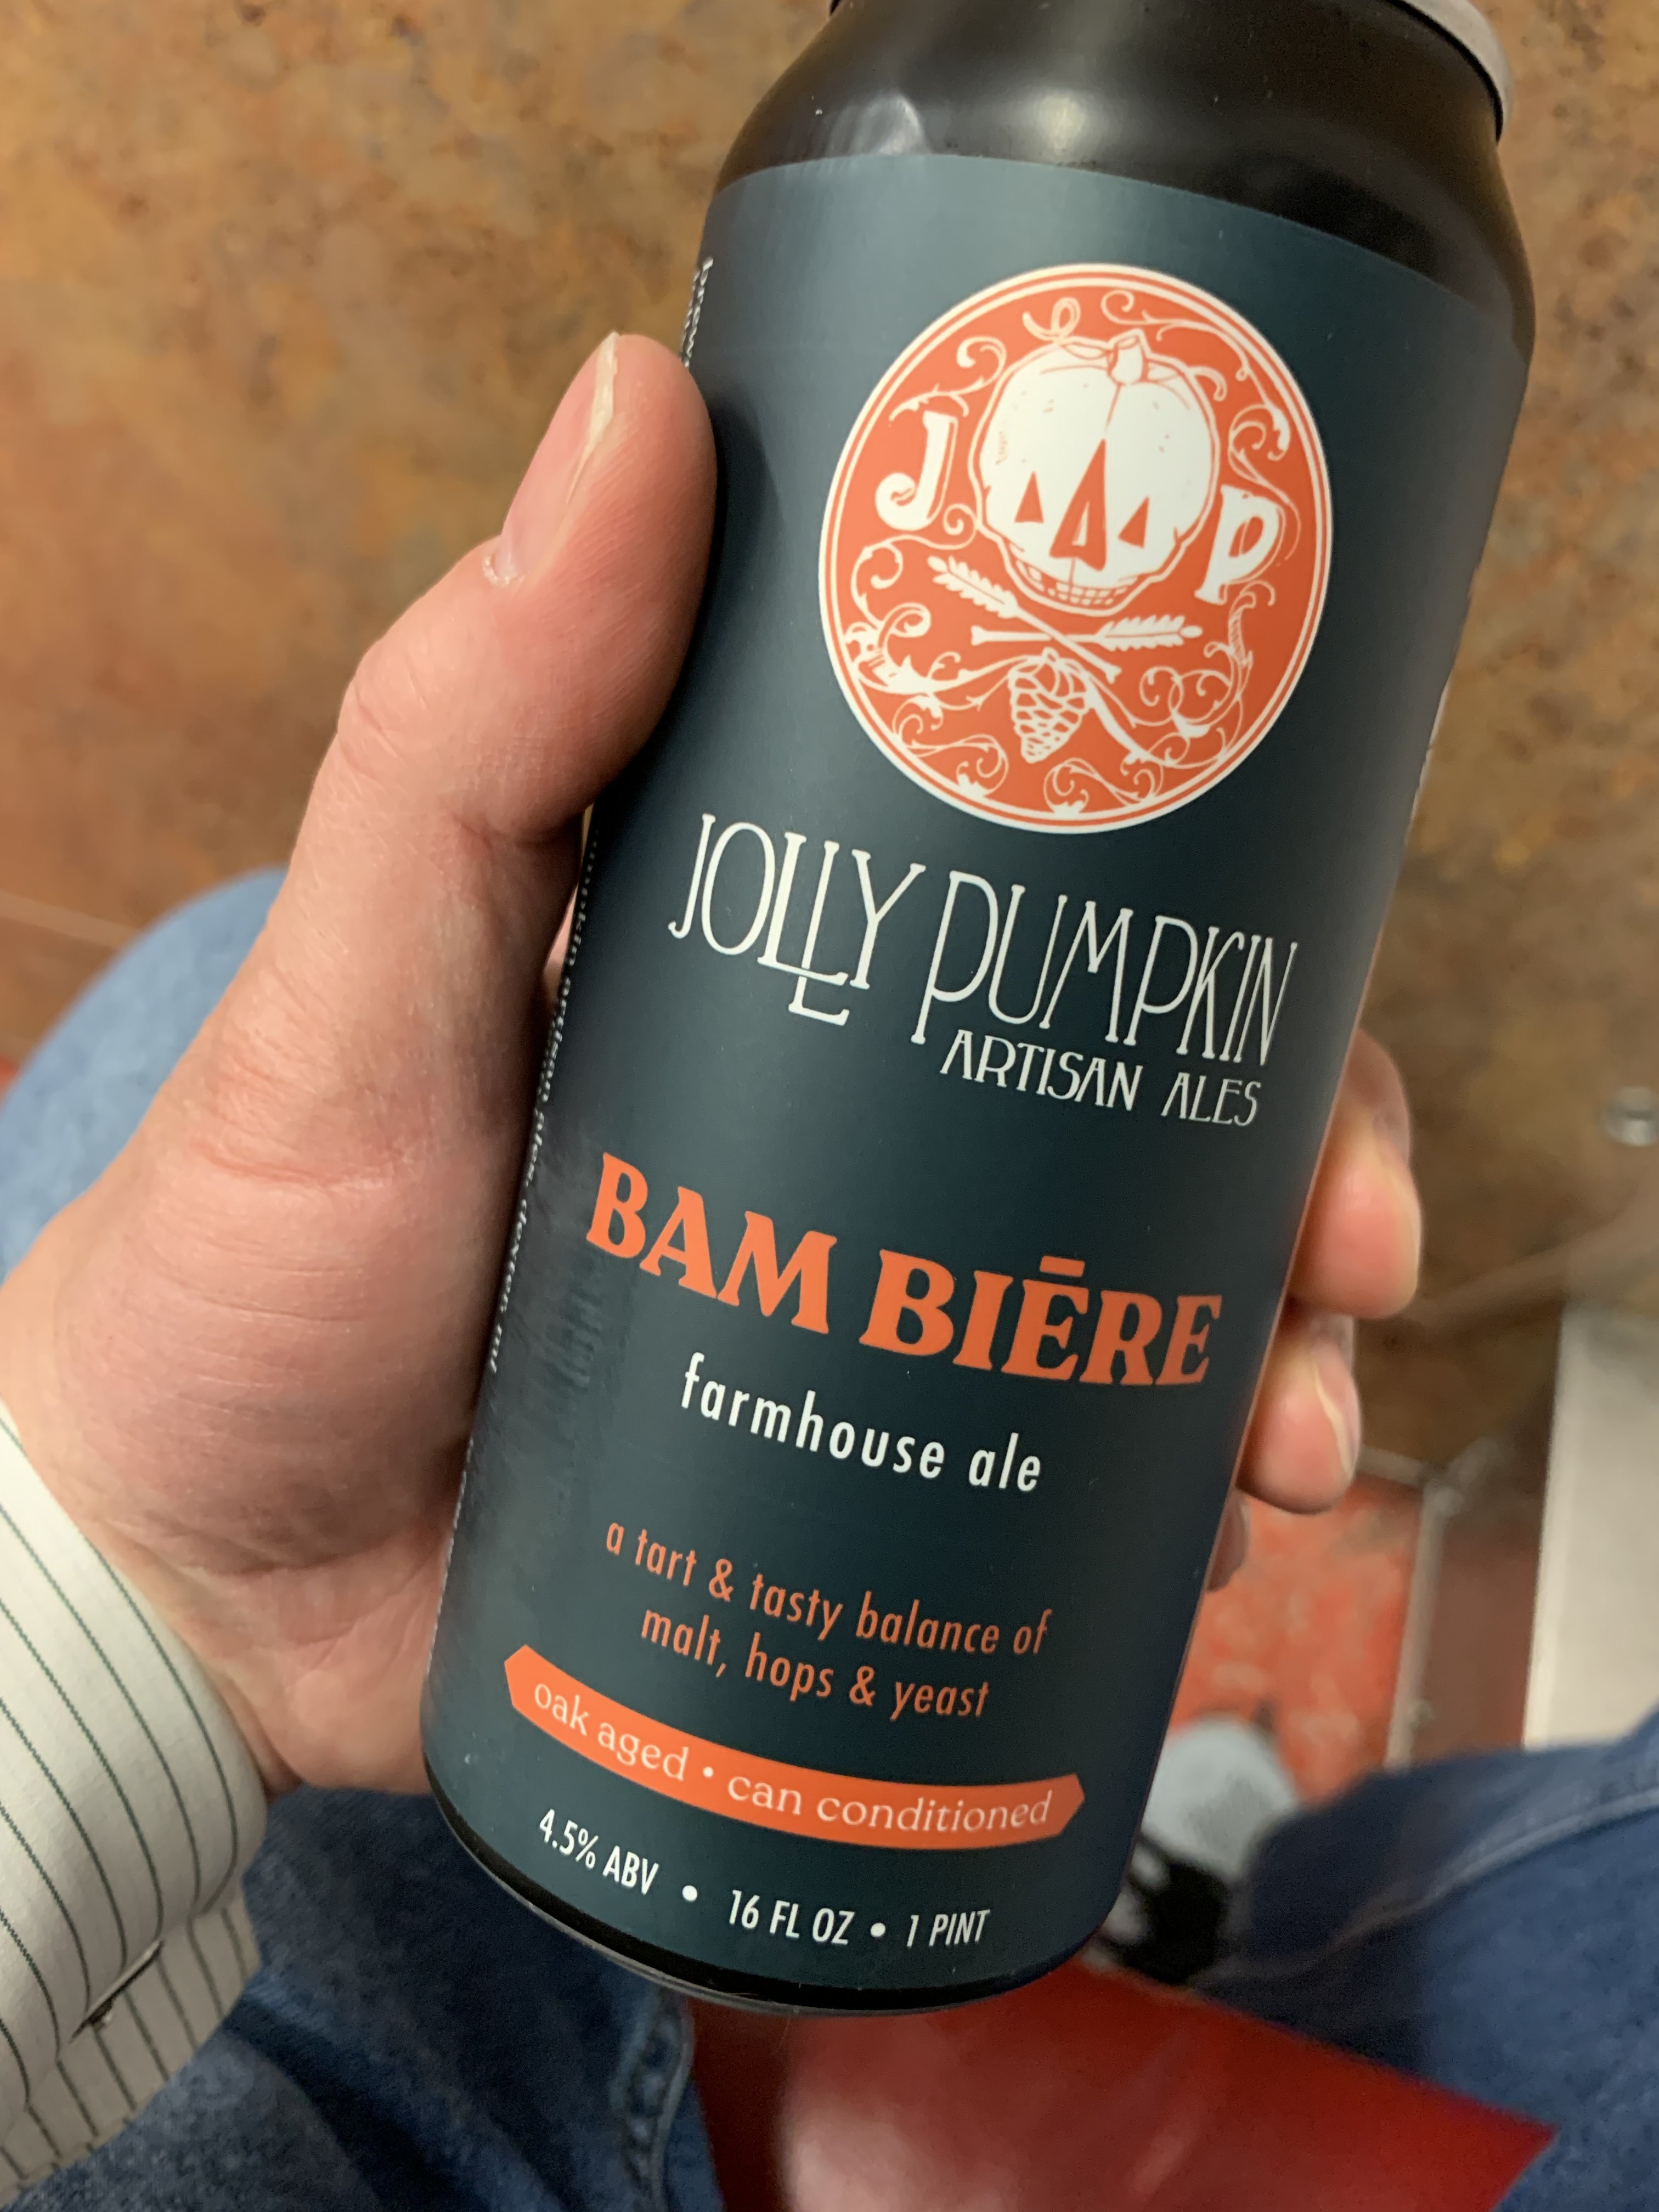 J P
JOLLY PUMPKIN
ARTISAN ALES
BAM BIĒRE
farmhouse ale
a tart & tasty balance of
malt, hops & yeast
oak aged • can conditioned
4.5% ABV • 16 FL OZ • 1 PINT